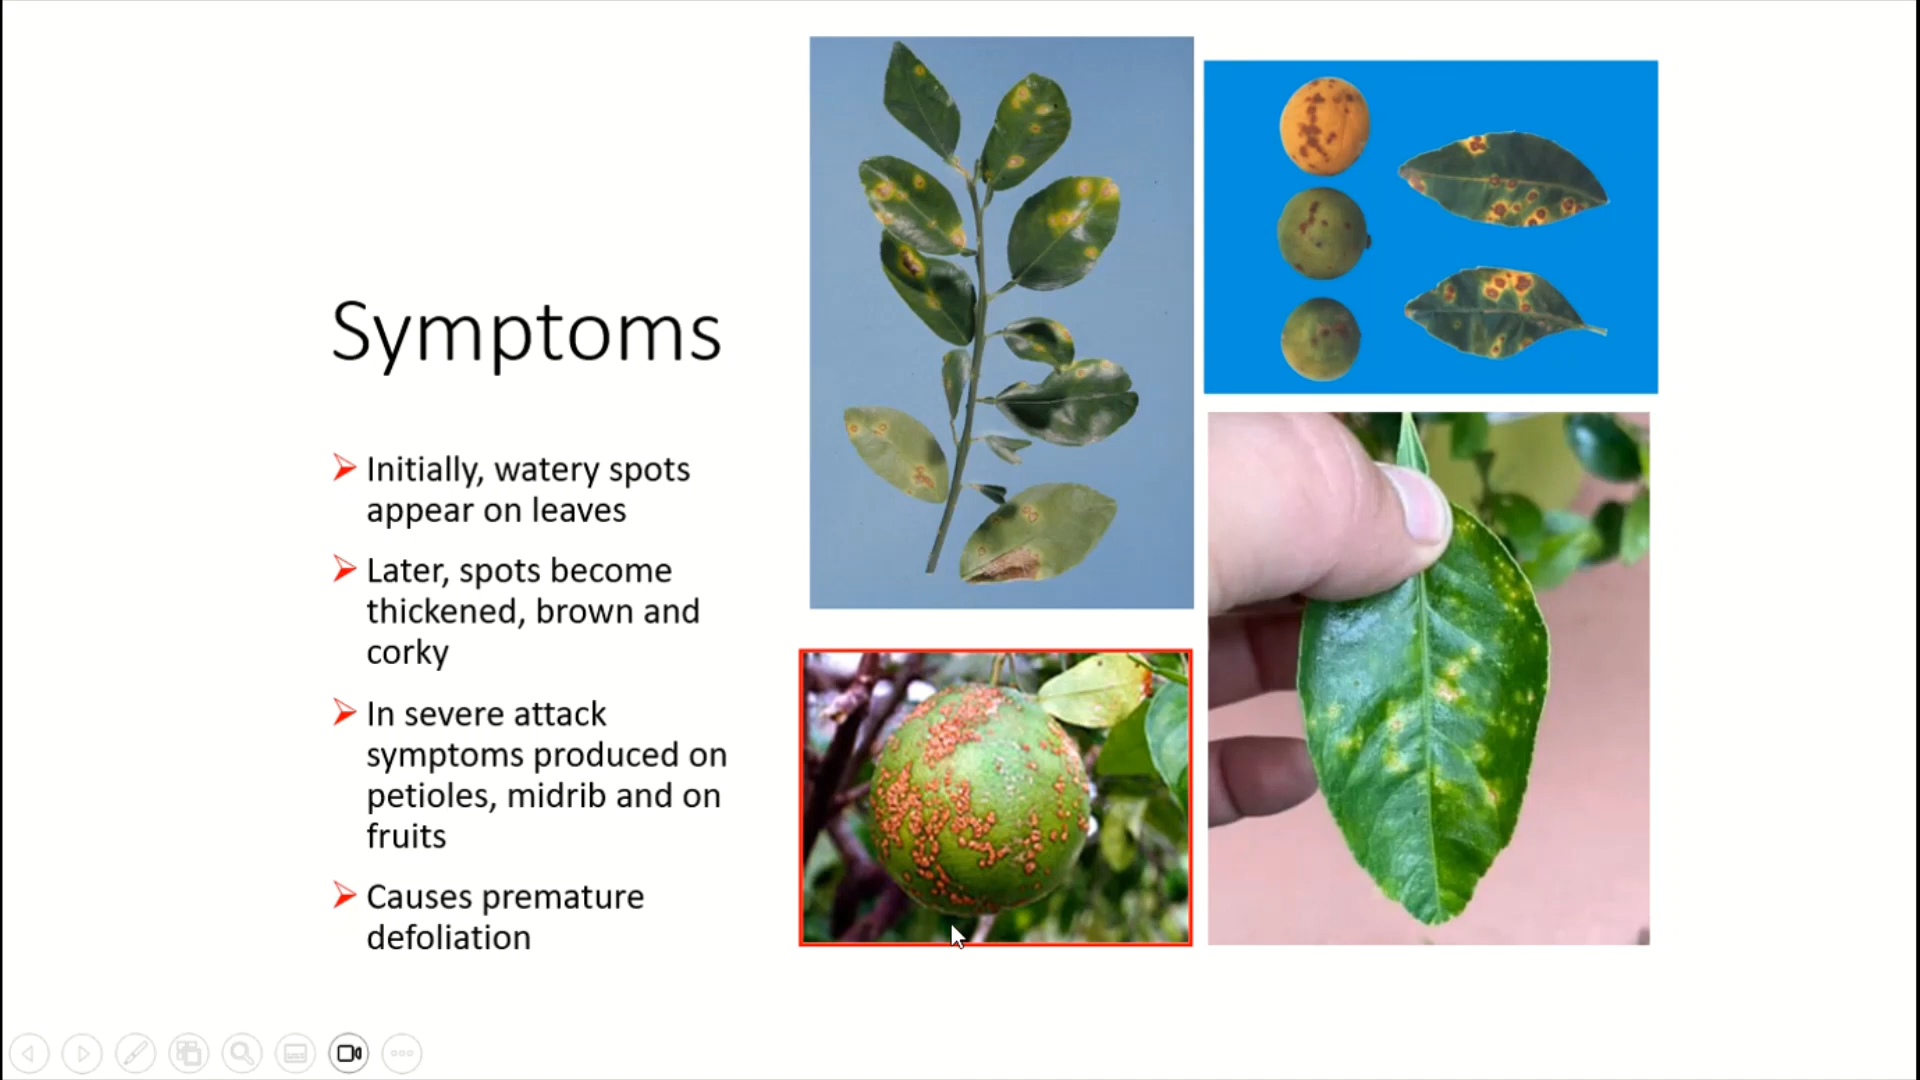 Symptoms
Initially, watery spots
appear on leaves
Later, spots become
thickened, brown and
corky
In severe attack
symptoms produced on
petioles, midrib and on
fruits
Causes premature
defoliation